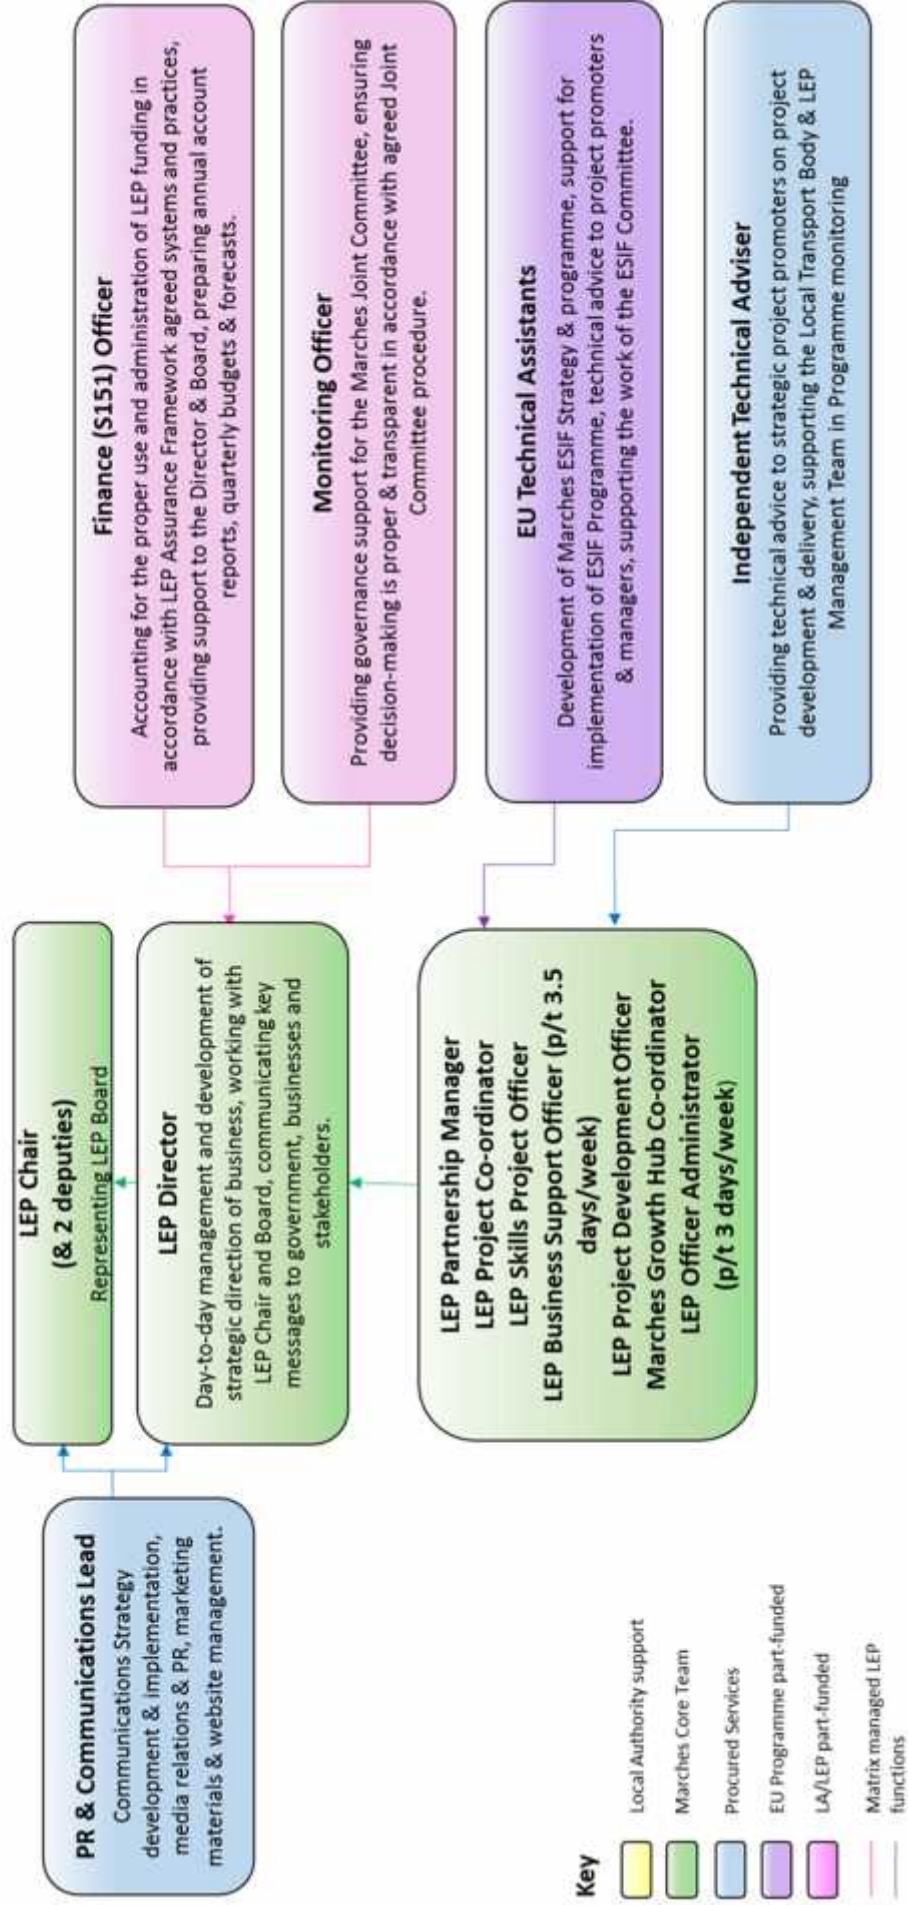 LEP Chair
(& 2 deputies)
Representing LEP Board
PR & Communications Lead
Communications Strategy
development & implementation,
media relations & PR, marketing
materials & website management.
LEP Director
Day-to-day management and development of
strategic direction of business, working with
LEP Chair and Board, communicating key
messages to government, businesses and
stakeholders.
LEP Partnership Manager
LEP Project Co-ordinator
LEP Skills Project Officer
LEP Business Support Officer (p/t 3.5
days/week)
LEP Project Development Officer
Marches Growth Hub Co-ordinator
LEP Officer Administrator
(p/t 3 days/week)
Finance (S151) Officer
Accounting for the proper use and administration of LEP funding in
accordance with LEP Assurance Framework agreed systems and practices,
providing support to the Director & Board, preparing annual account
reports, quarterly budgets & forecasts.
Monitoring Officer
Providing governance support for the Marches Joint Committee, ensuring
decision-making is proper & transparent in accordance with agreed Joint
Committee procedure.
EU Technical Assistants
Development of Marches ESIF Strategy & programme, support for
implementation of ESIF Programme, technical advice to project promoters
& managers, supporting the work of the ESIF Committee.
Independent Technical Adviser
Providing technical advice to strategic project promoters on project
development & delivery, supporting the Local Transport Body & LEP
Management Team in Programme monitoring
Key
Local Authority support
Marches Core Team
Procured Services
EU Programme part-funded
LA/LEP part-funded
Matrix managed LEP
functions